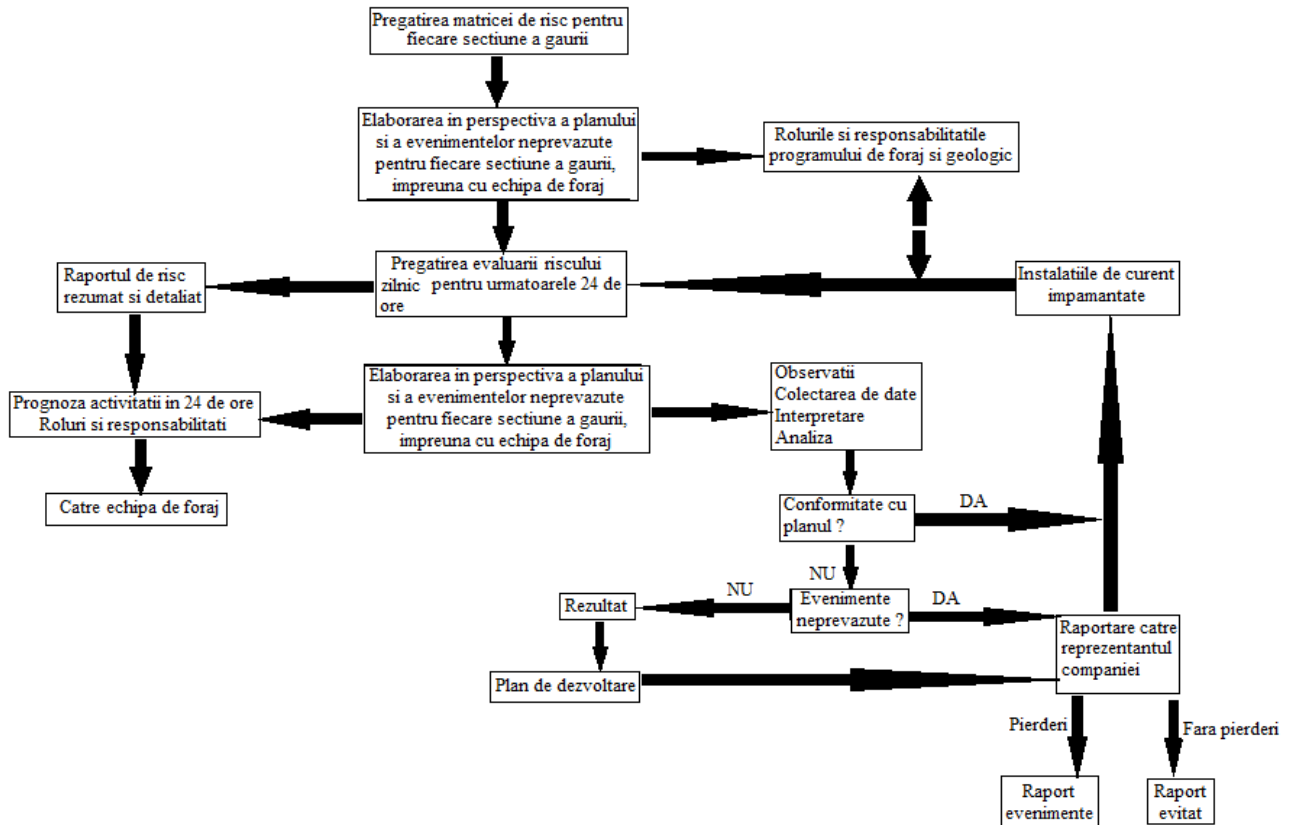 Pregatirea matricei de risc pentru
fiecare sectiune a gaurii
Elaborarea in perspectiva a planului
si a evenimentelor neprevazute
pentru fiecare sectiune a gaurii,
impreuna cu echipa de foraj
Rolurile si responsabilitatile
programului de foraj si geologic
Raportul de risc
rezumat si detaliat
Pregatirea evaluarii riscului
zilnic pentru urmatoarele 24 de
ore
Instalatiile de curent
impamantate
Prognoza activitatii in 24 de ore
Roluri si responsabilitati
Elaborarea in perspectiva a planului
si a evenimentelor neprevazute
pentru fiecare sectiune a gaurii,
impreuna cu echipa de foraj
Observatii
Colectarea de date
Interpretare
Analiza
Catre echipa de foraj
Conformitate cu
planul ?
DA
NU
NU
Evenimente
neprevazute ?
DA
Rezultat
Raportare catre
reprezentantul
companiei
Plan de dezvoltare
Pierderi
Fara pierderi
Raport
evenimente
Raport
evitat